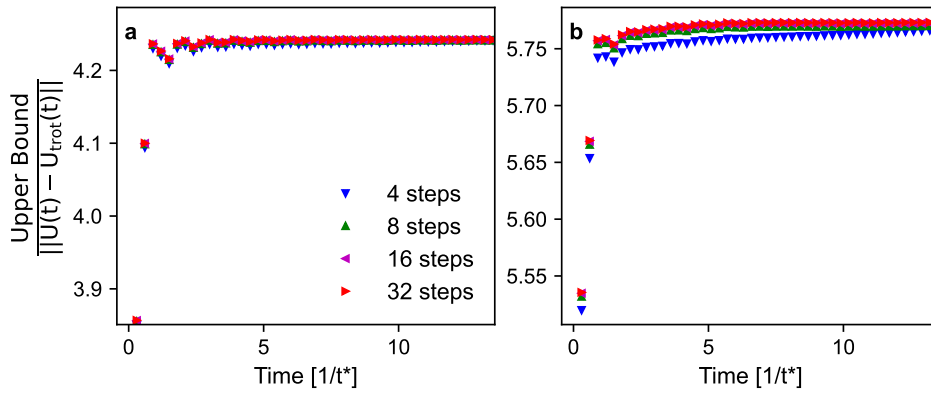 Upper Bound
||U(t) − Utrot(t)||
a
4.2
4.1
4.0
3.9
4 steps
8 steps
16 steps
32 steps
0
5
10
Time [1/t*]
b
5.75
5.70
5.65
5.60
5.55
0
5
10
Time [1/t*]